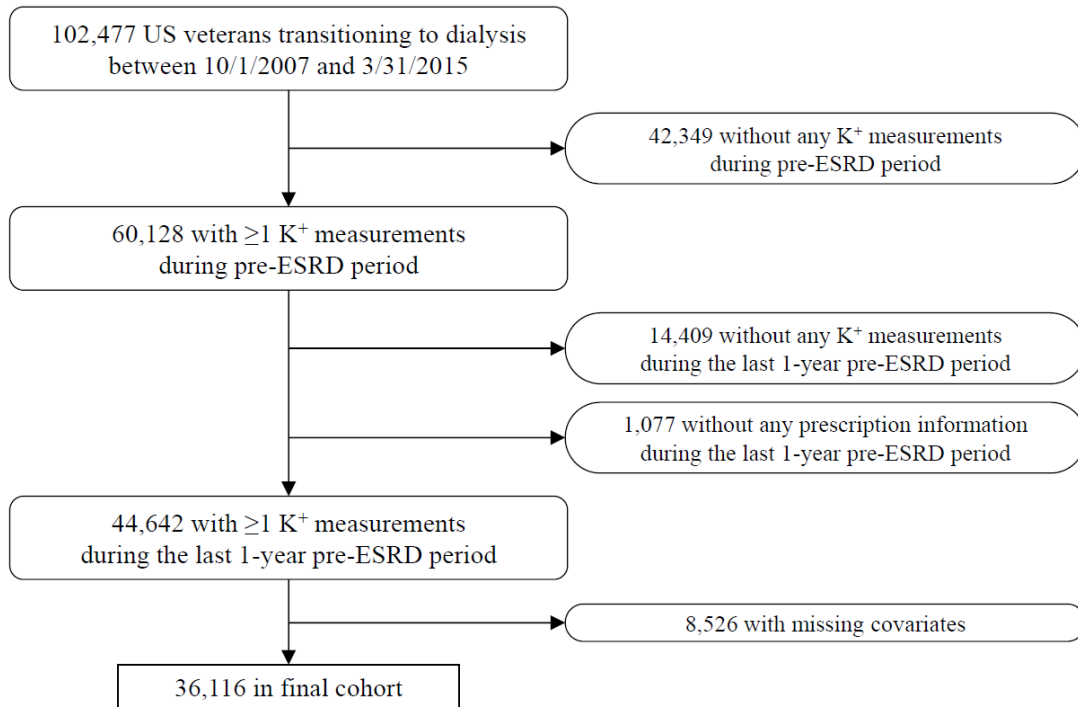 102,477 US veterans transitioning to dialysis
between 10/1/2007 and 3/31/2015
42,349 without any K⁺ measurements
during pre-ESRD period
60,128 with ≥1 K⁺ measurements
during pre-ESRD period
14,409 without any K⁺ measurements
during the last 1-year pre-ESRD period
1,077 without any prescription information
during the last 1-year pre-ESRD period
44,642 with ≥1 K⁺ measurements
during the last 1-year pre-ESRD period
8,526 with missing covariates
36,116 in final cohort